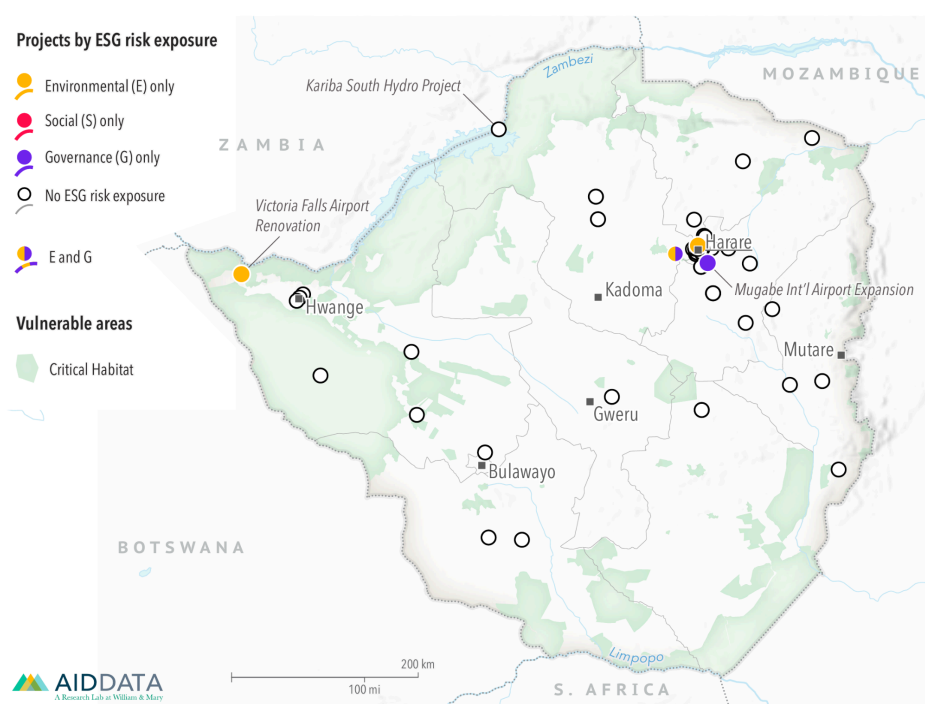 Projects by ESG risk exposure
Environmental (E) only
Social (S) only
Governance (G) only
No ESG risk exposure
E and G
Vulnerable areas
Critical Habitat
Kariba South Hydro Project
Zambezi
MOZAMBIQUE
ZAMBIA
Victoria Falls Airport
Renovation
Harare
Mugabe Int'l Airport Expansion
Kadoma
Hwange
Mutare
Gweru
Bulawayo
BOTSWANA
Limpopo
S. AFRICA
200 km
100 mi
AIDDATA
A Research Lab at William & Mary